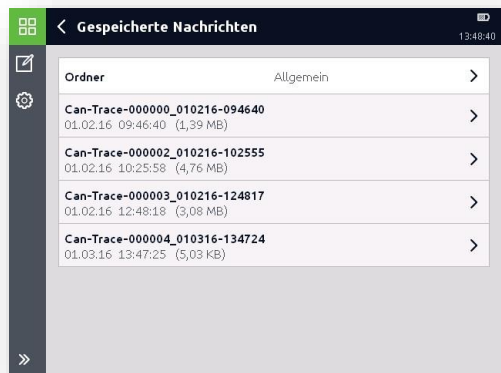 Gespeicherte Nachrichten
13:48:40
Ordner Allgemein
Can-Trace-000000_010216-094640
01.02.16 09:46:40 (1,39 MB)
Can-Trace-000002_010216-102555
01.02.16 10:25:58 (4,76 MB)
Can-Trace-000003_010216-124817
01.02.16 12:48:18 (3,08 MB)
Can-Trace-000004_010316-134724
01.03.16 13:47:25 (5,03 KB)